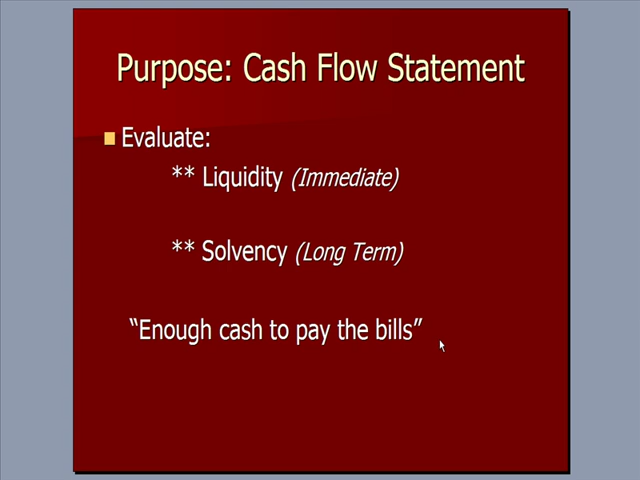 Purpose: Cash Flow Statement
Evaluate:
** Liquidity (Immediate)
** Solvency (Long Term)
“Enough cash to pay the bills”